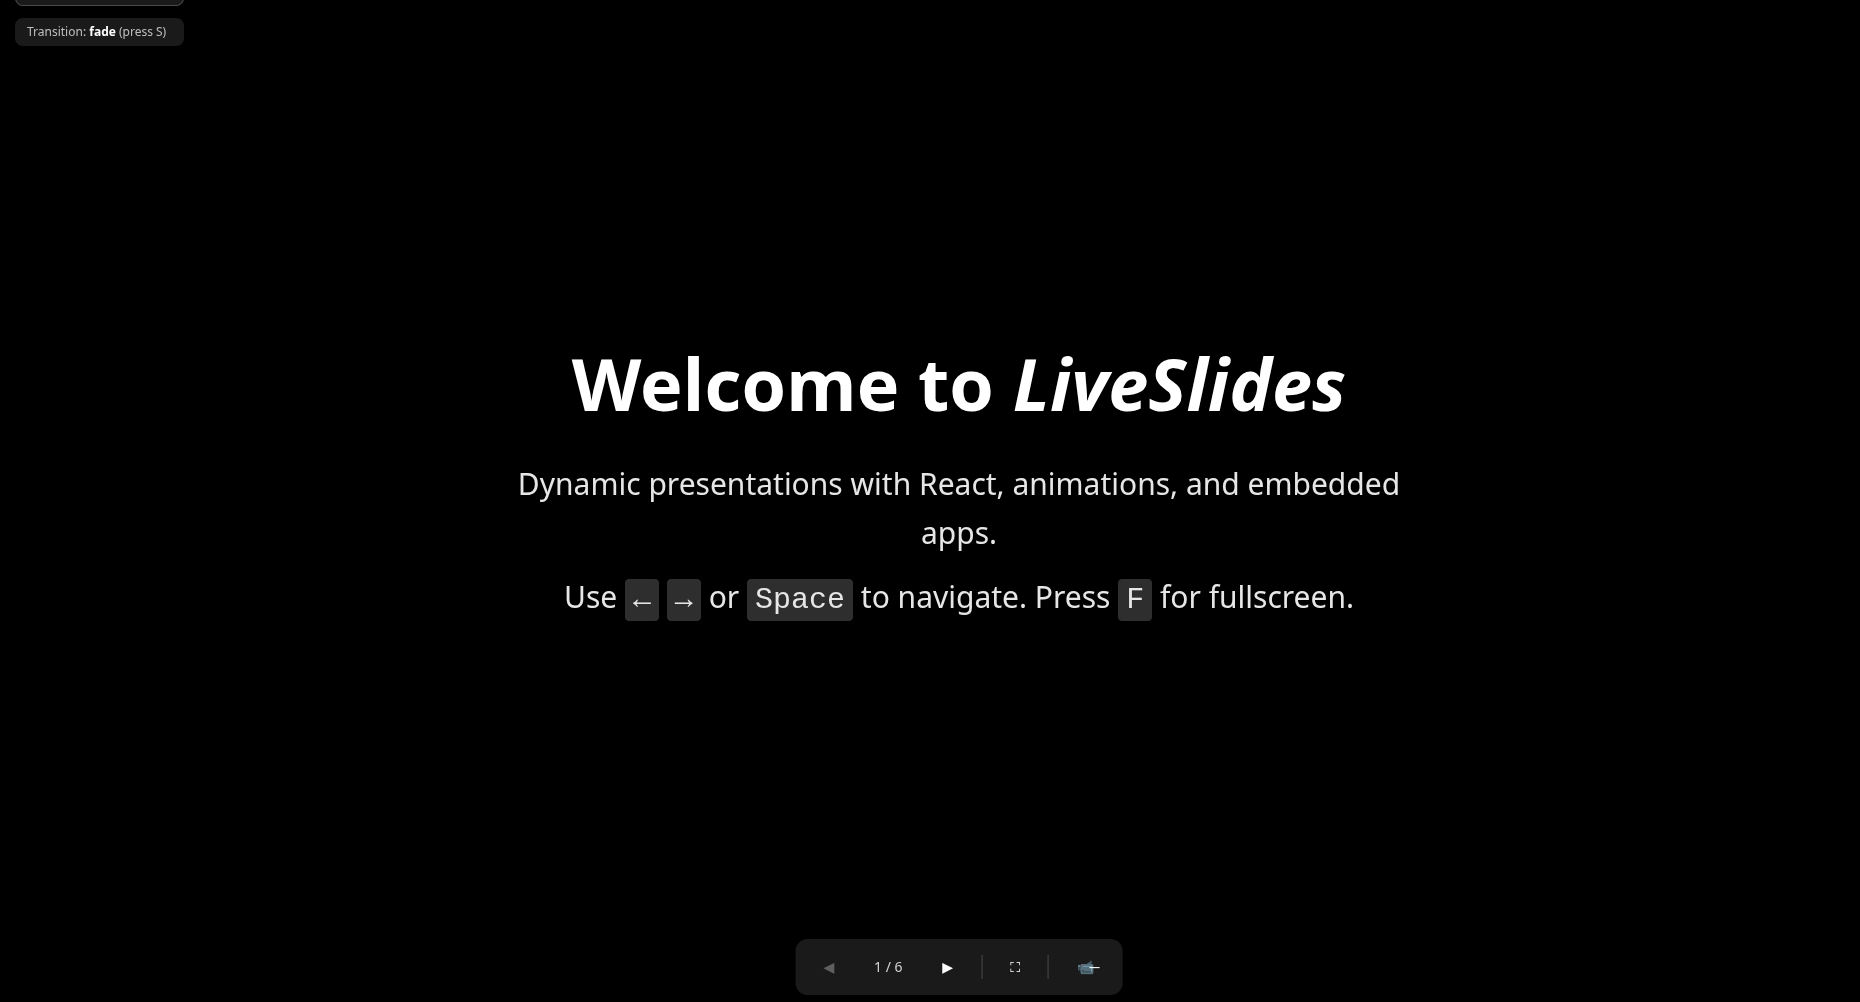 Transition: fade (press S)
Welcome to LiveSlides
Dynamic presentations with React, animations, and embedded
apps.
Use ← → or Space to navigate. Press F for fullscreen.
1 / 6